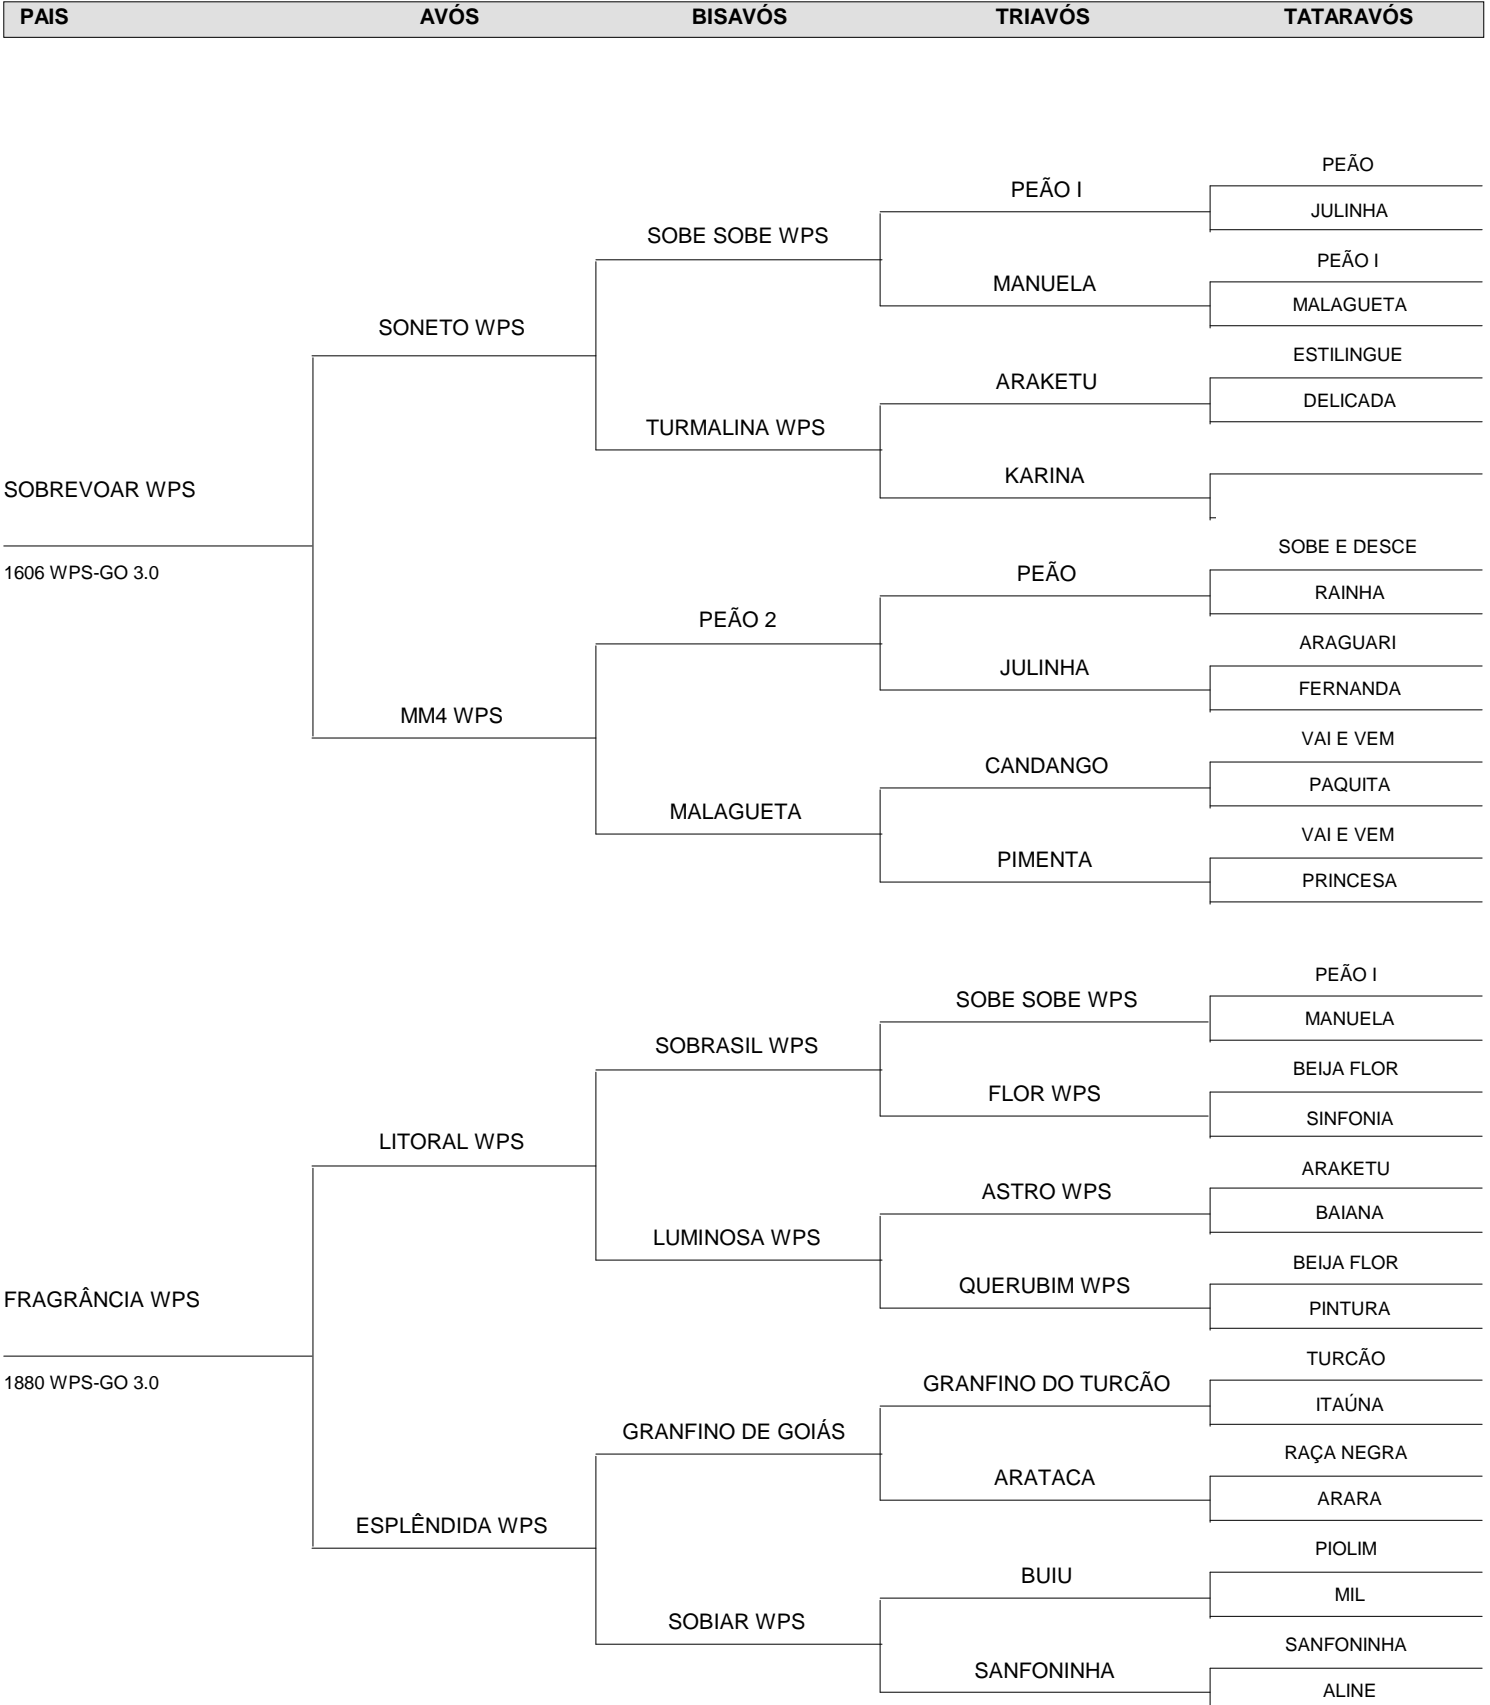 PAIS AVÓS BISAVÓS TRIAVÓS TATARAVÓS
PEÃO
PEÃO I
JULINHA
SOBE SOBE WPS
PEÃO I
MANUELA
MALAGUETA
SONETO WPS
ESTILINGUE
ARAKETU
DELICADA
TURMALINA WPS
KARINA
SOBREVOAR WPS
SOBE E DESCE
1606 WPS-GO 3.0
PEÃO
RAINHA
PEÃO 2
ARAGUARI
JULINHA
FERNANDA
MM4 WPS
VAI E VEM
CANDANGO
PAQUITA
MALAGUETA
VAI E VEM
PIMENTA
PRINCESA
PEÃO I
SOBE SOBE WPS
MANUELA
SOBRASIL WPS
BEIJA FLOR
FLOR WPS
SINFONIA
LITORAL WPS
ARAKETU
ASTRO WPS
BAIANA
LUMINOSA WPS
BEIJA FLOR
QUERUBIM WPS
FRAGRÂNCIA WPS
PINTURA
TURCÃO
1880 WPS-GO 3.0
GRANFINO DO TURCÃO
ITAÚNA
GRANFINO DE GOIÁS
RAÇA NEGRA
ARATACA
ARARA
ESPLÊNDIDA WPS
PIOLIM
BUIU
MIL
SOBIAR WPS
SANFONINHA
SANFONINHA
ALINE